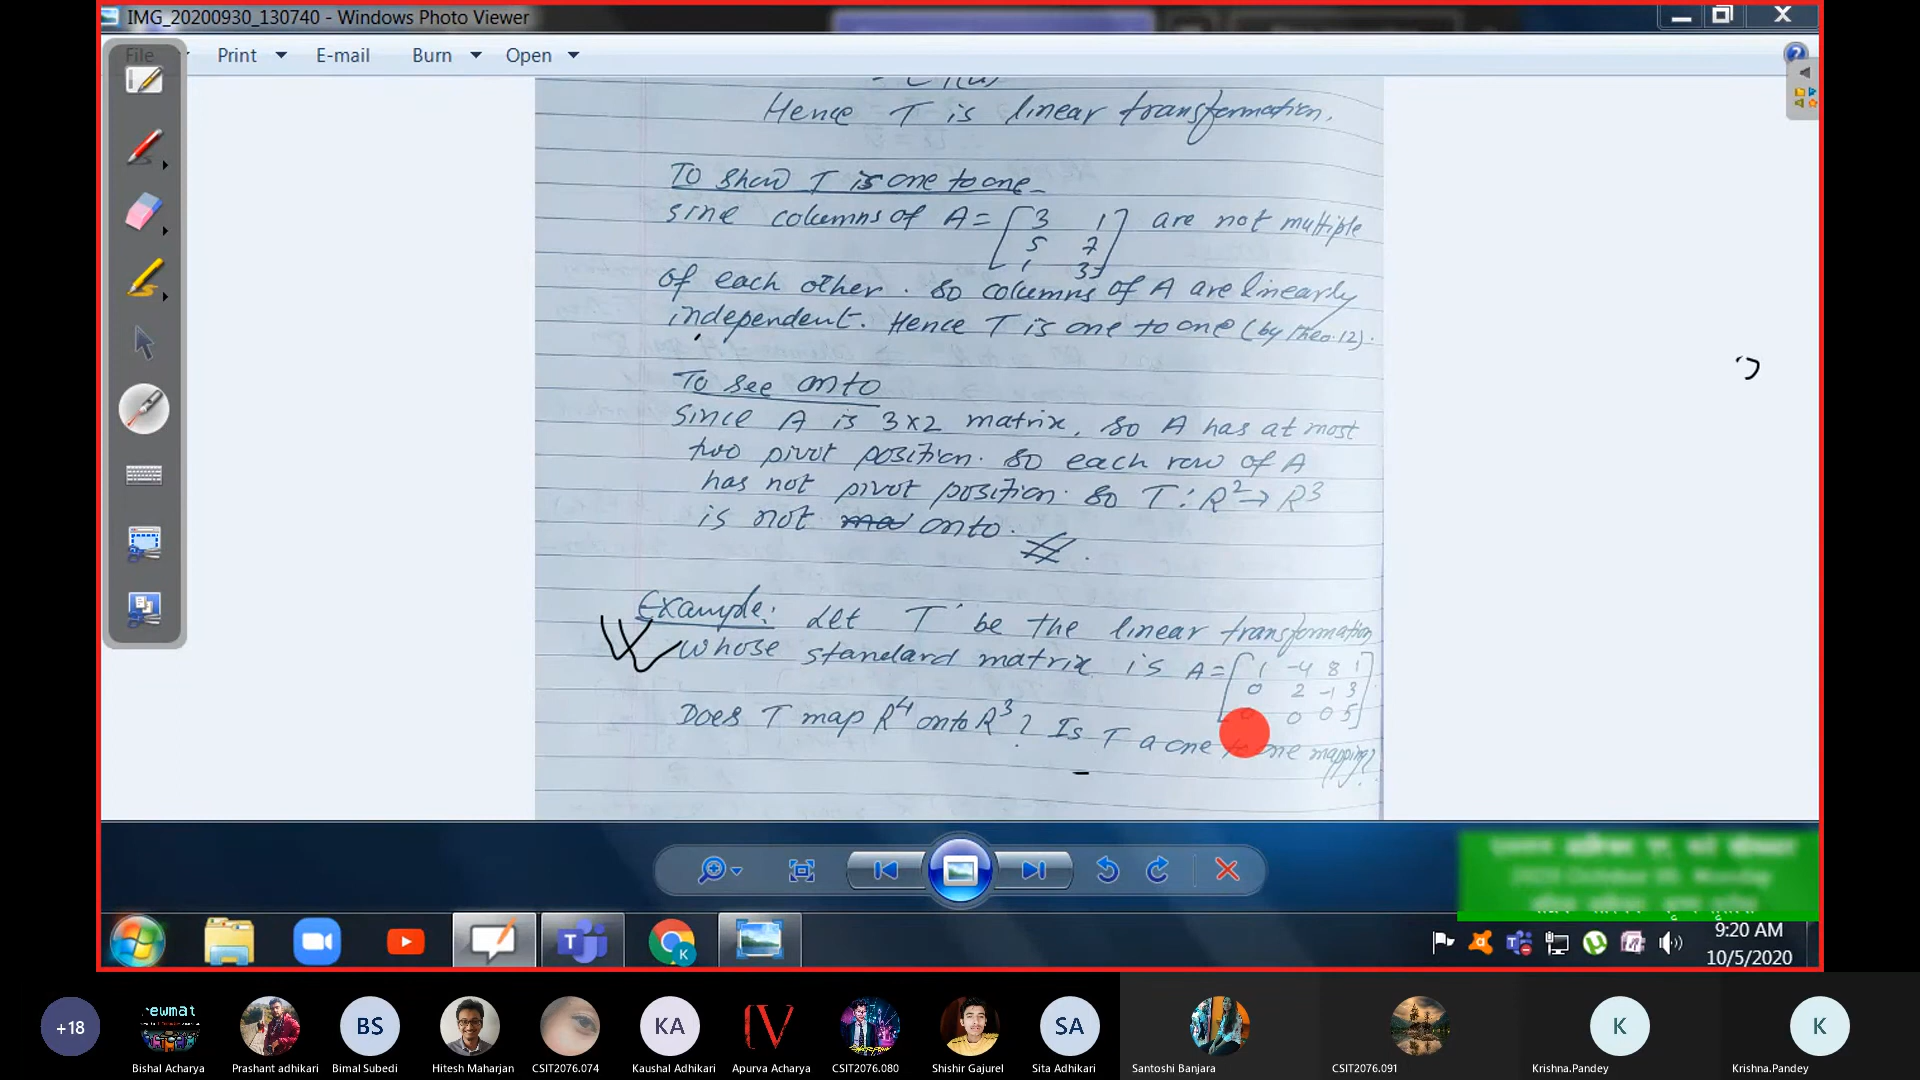 IMG_20200930_130740 - Windows Photo Viewer
File
Print
E-mail
Burn
Open
Hence T is linear transformation.
To show T is one to one
sine columns of A = [3 1 are not multiple
5 7
1 3]
of each other. So columns of A are linearly
independent. Hence T is one to one (by theo.12).
To see onto
Since A is 3×2 matrix, so A has at most
two pivot position. So each row of A
has not pivot position. So T: R² → R³
is not onto.
Example: Let T be the linear transformation
whose standard matrix is A = [1 -4 8 1
0 2 -1 3
0 0 0 5]
Does T map R⁴ onto R³? Is T a one to one mapping?
9:20 AM
10/5/2020
+18
ewmat
BS
KA
SA
K
K
Bishal Acharya
Prashant adhikari
Bimal Subedi
Hitesh Maharjan
CSIT2076.074
Kaushal Adhikari
Apurva Acharya
CSIT2076.080
Shishir Gajurel
Sita Adhikari
Santoshi Banjara
CSIT2076.091
Krishna.Pandey
Krishna.Pandey